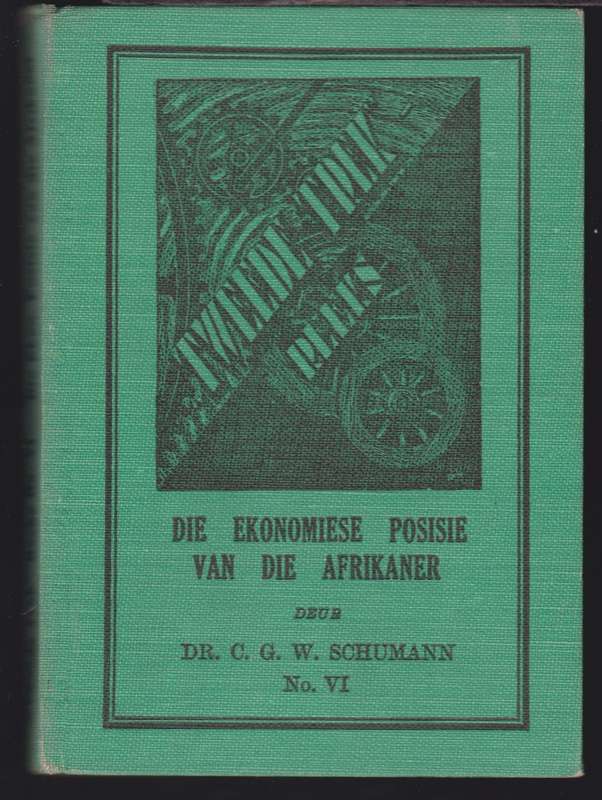 TWEEDE TREK
REEKS
DIE EKONOMIESE POSISIE
VAN DIE AFRIKANER
DEUR
DR. C. G. W. SCHUMANN
No. VI